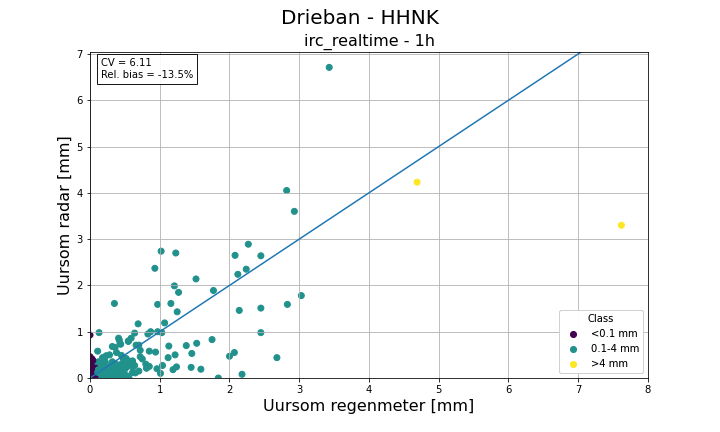 Drieban - HHNK
irc_realtime - 1h
CV = 6.11
Rel. bias = -13.5%
Uursom radar [mm]
7
6
5
4
3
2
1
0
0 1 2 3 4 5 6 7 8
Uursom regenmeter [mm]
Class
<0.1 mm
0.1-4 mm
>4 mm